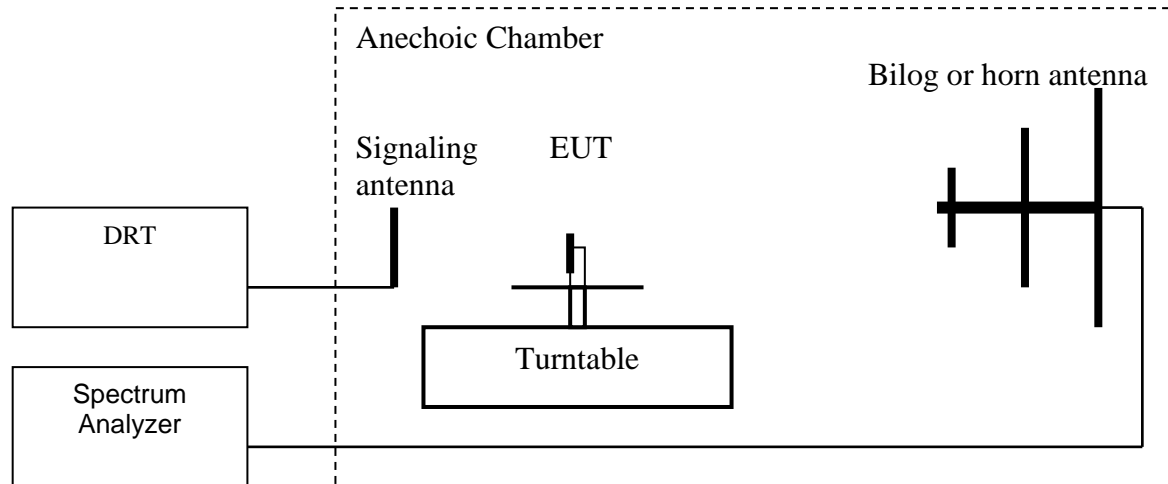 Anechoic Chamber
Bilog or horn antenna
Signaling
antenna
EUT
DRT
Turntable
Spectrum
Analyzer